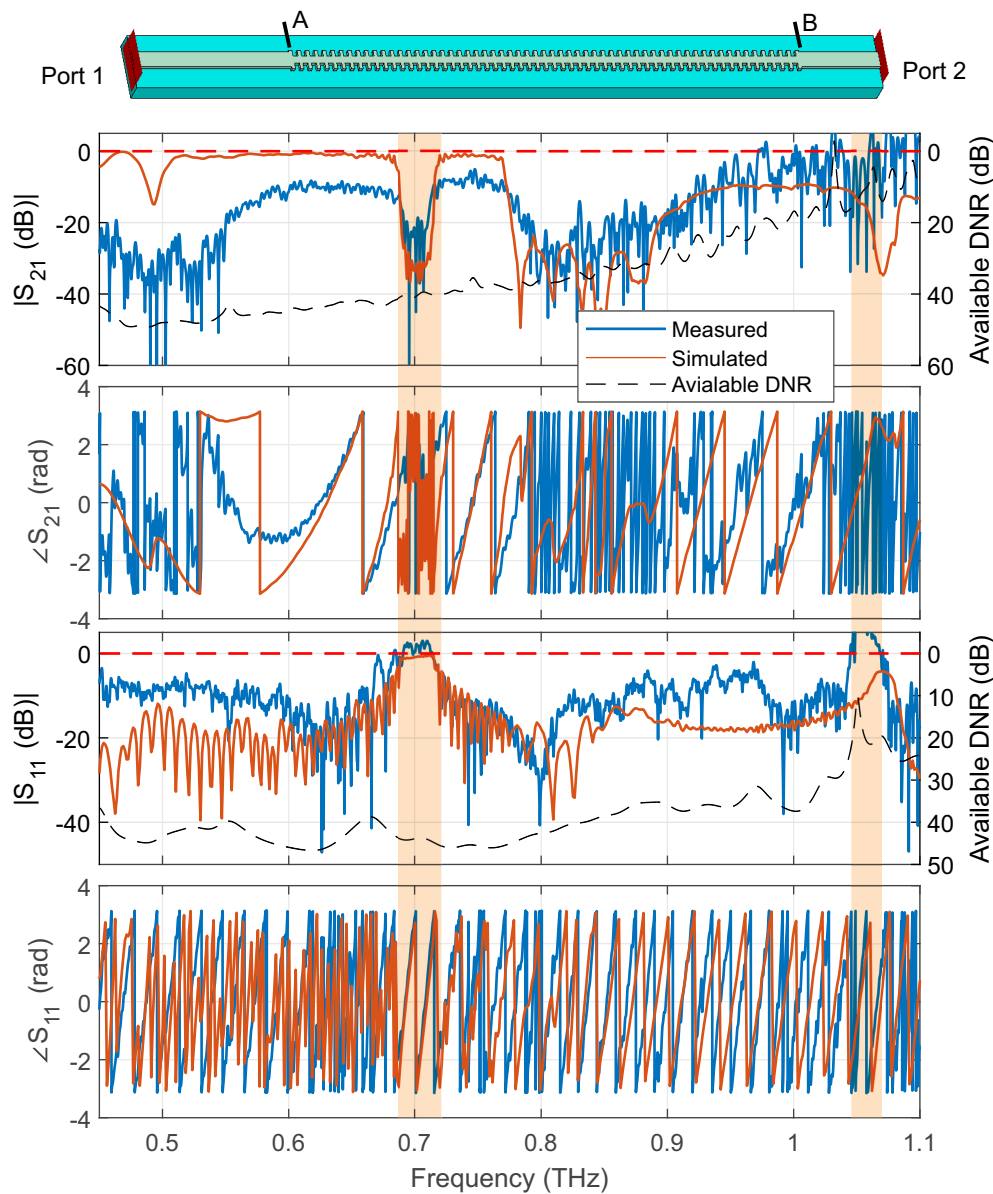 A
B
Port 1
Port 2
|S21 (dB)|
0
-20
-40
-60
0
20
40
60
Available DNR (dB)
Measured
Simulated
Avialable DNR
∠S21 (rad)
4
2
0
-2
-4
|S11 (dB)|
0
-20
-40
0
10
20
30
40
50
Available DNR (dB)
∠S11 (rad)
4
2
0
-2
-4
0.5 0.6 0.7 0.8 0.9 1 1.1
Frequency (THz)